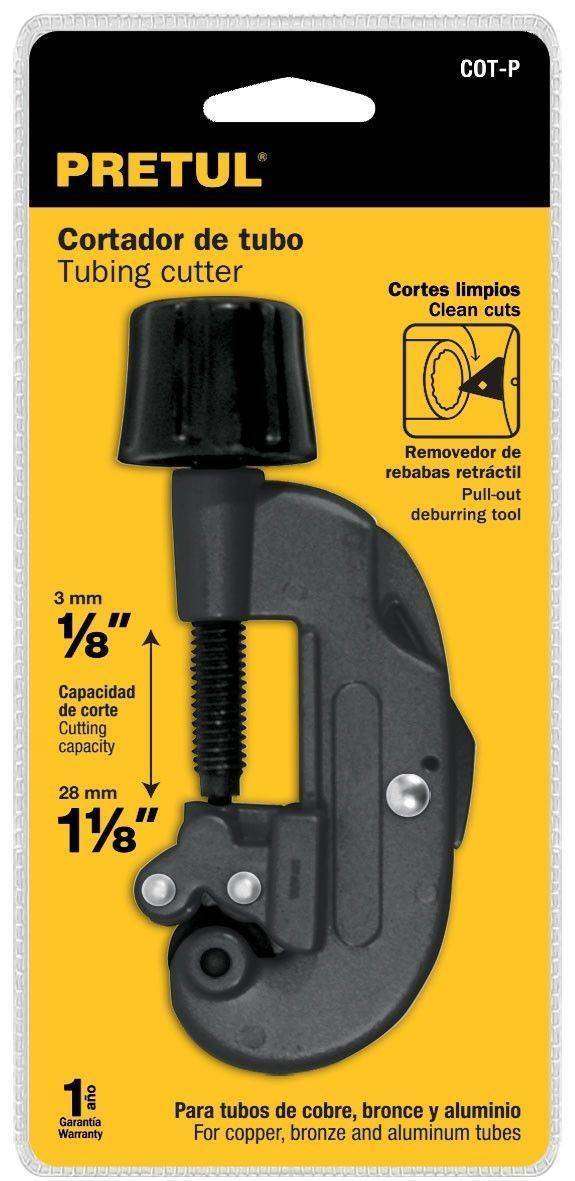 COT-P
PRETUL®
Cortador de tubo
Tubing cutter
Cortes limpios
Clean cuts
Removedor de
rebabas retráctil
Pull-out
deburring tool
3 mm
1/8"
Capacidad
de corte
Cutting
capacity
28 mm
1 1/8"
1 año
Garantía
Warranty
Para tubos de cobre, bronce y aluminio
For copper, bronze and aluminum tubes